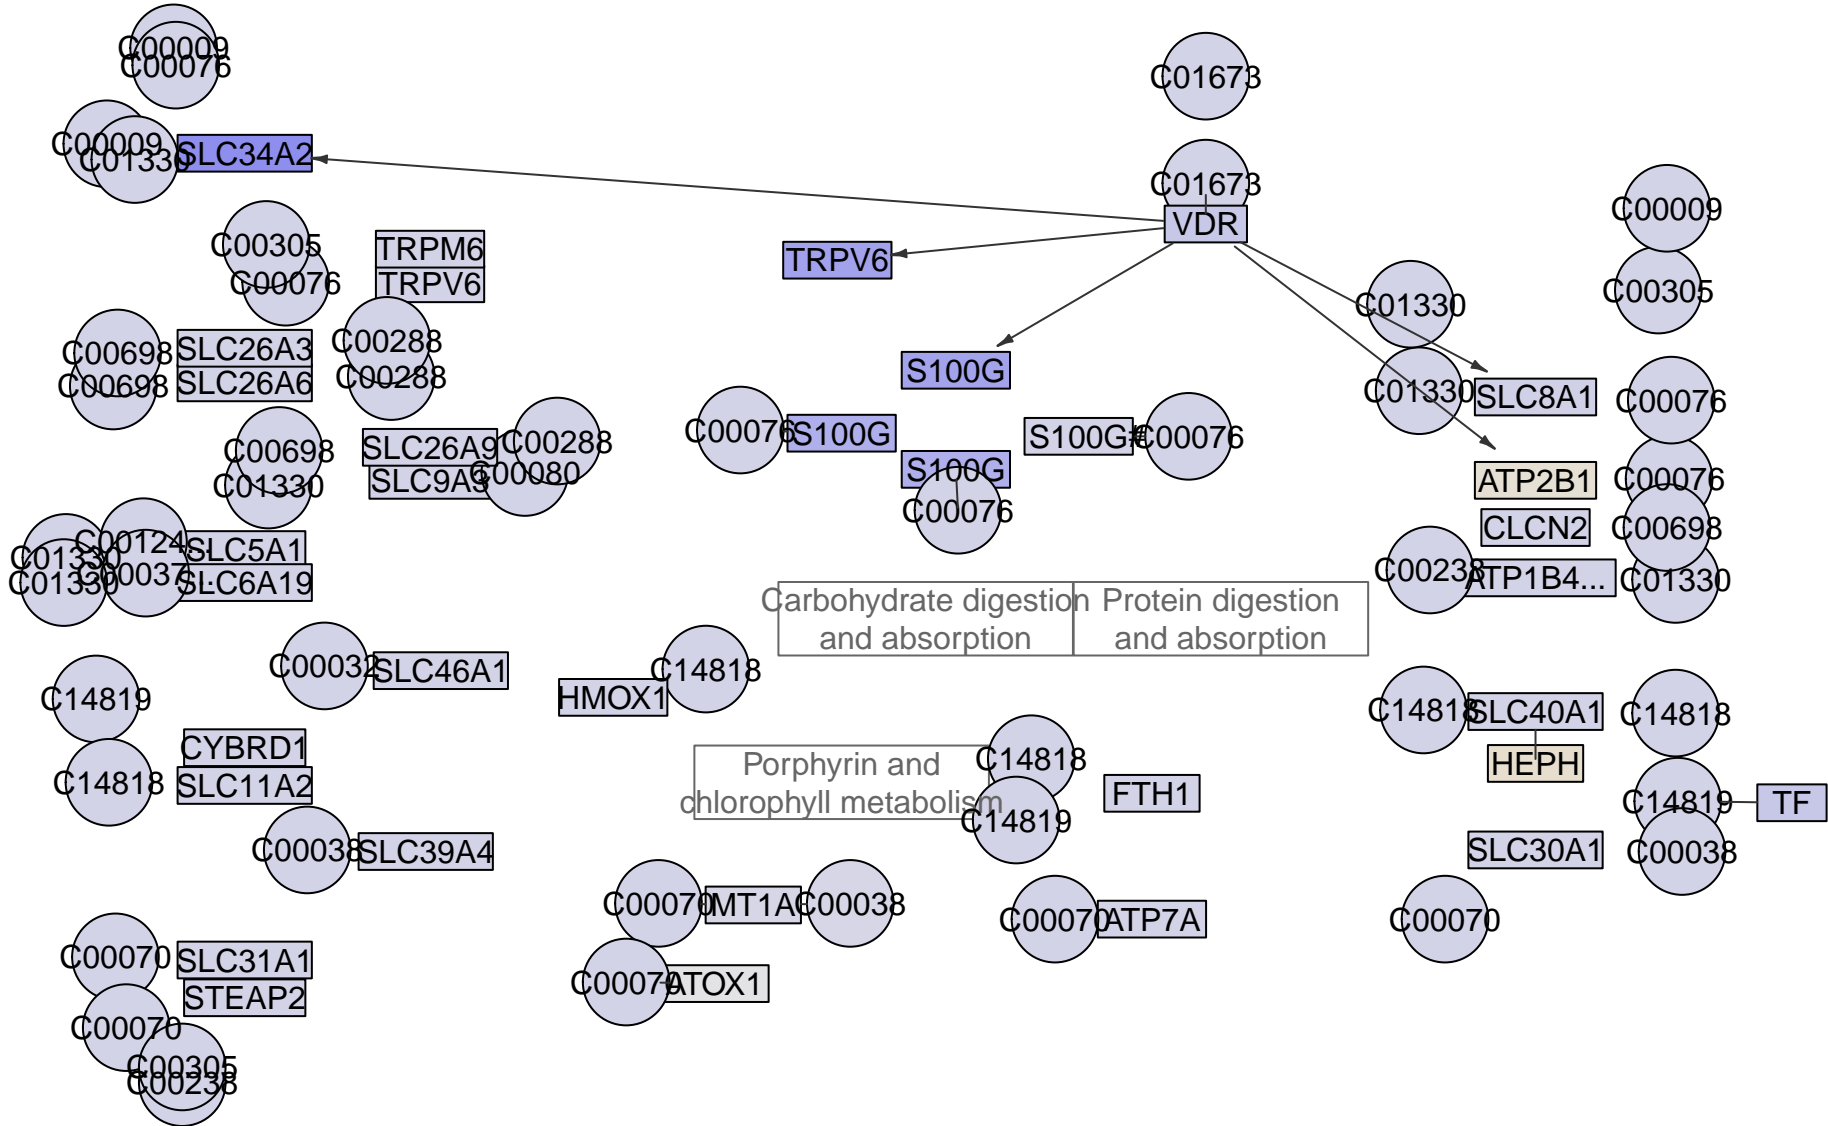 C00009
C00076
C01673
C00009
C01330
SLC34A2
C01673
VDR
C00009
C00305
C00076
TRPM6
TRPV6
TRPV6
C01330
C00305
C00698
C00698
SLC26A3
SLC26A6
C00288
C00288
S100G
C01330
SLC8A1
C00076
C00698
C01330
SLC26A9
SLC9A3
C00288
C00080
C00076
S100G
S100G
C00076
S100G#
C00076
ATP2B1
C00076
CLCN2
C00698
C01330
C01330
C00124...
C00037...
SLC5A1
SLC6A19
C00238
ATP1B4...
C01330
Carbohydrate digestion
and absorption
Protein digestion
and absorption
C00032
SLC46A1
HMOX1
C14818
C14819
C14818
CYBRD1
SLC11A2
C14818
SLC40A1
HEPH
C14818
C14819
TF
Porphyrin and
chlorophyll metabolism
C14818
C14819
FTH1
C00038
SLC39A4
SLC30A1
C00038
C00070
MT1A
C00038
C00070
ATP7A
C00070
C00070
SLC31A1
STEAP2
C00070
ATOX1
C00070
C00305
C00238